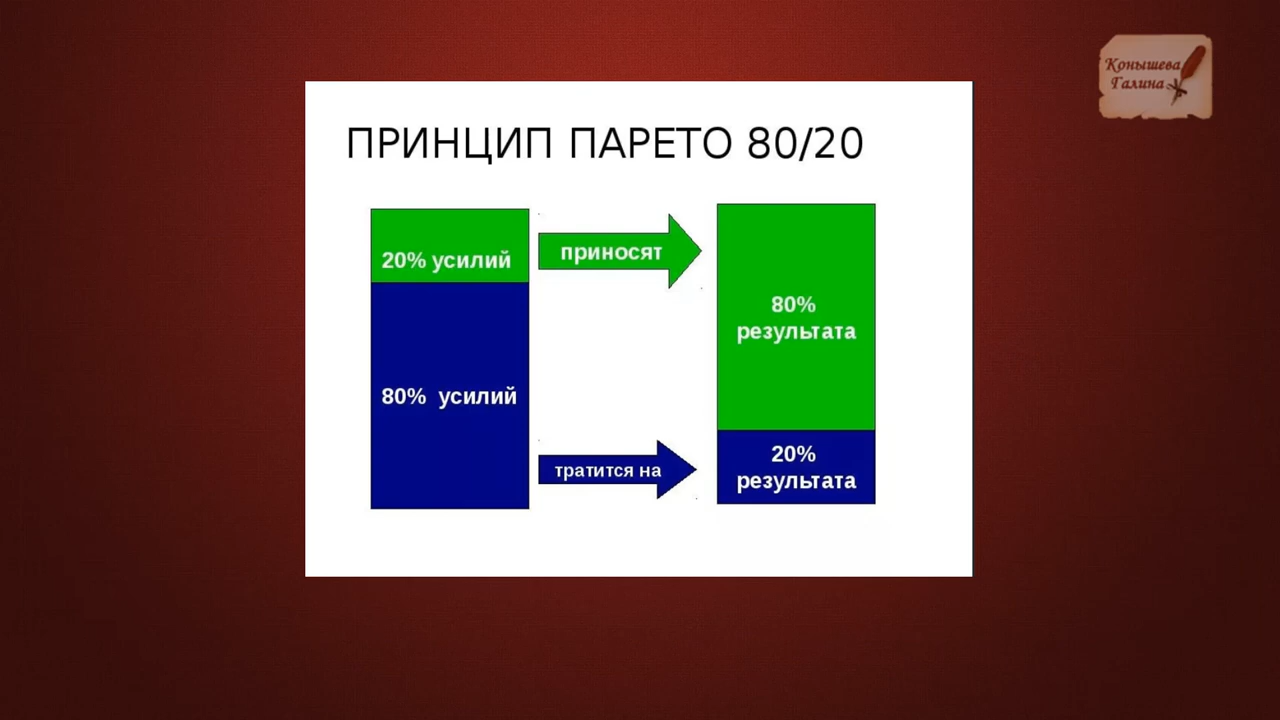 Конышева
Галина
ПРИНЦИП ПАРЕТО 80/20
20% усилий
приносят
80%
результата
80% усилий
тратится на
20%
результата